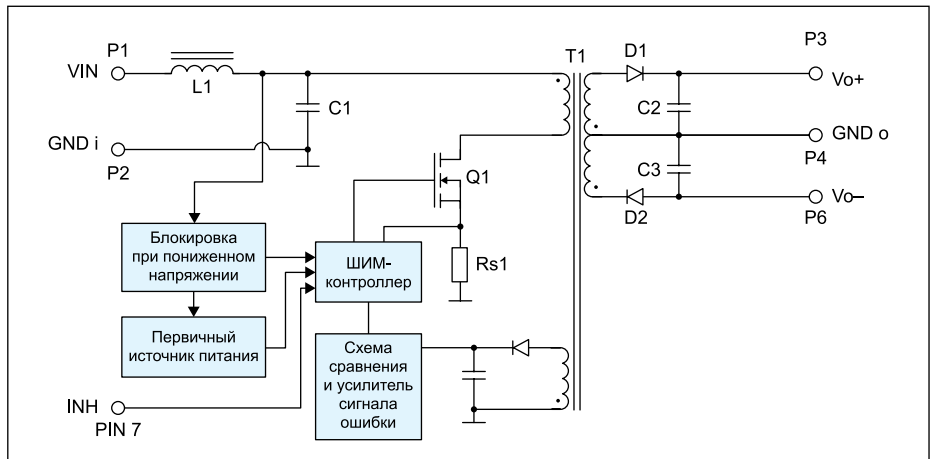 P1
VIN
L1
C1
T1
D1
P3
Vo+
C2
GND i
P2
GND o
P4
C3
Q1
D2
Vo–
P6
Блокировка
при пониженном
напряжении
ШИМ-
контроллер
Rs1
Первичный
источник питания
Схема
сравнения
и усилитель
сигнала
ошибки
INH
PIN 7